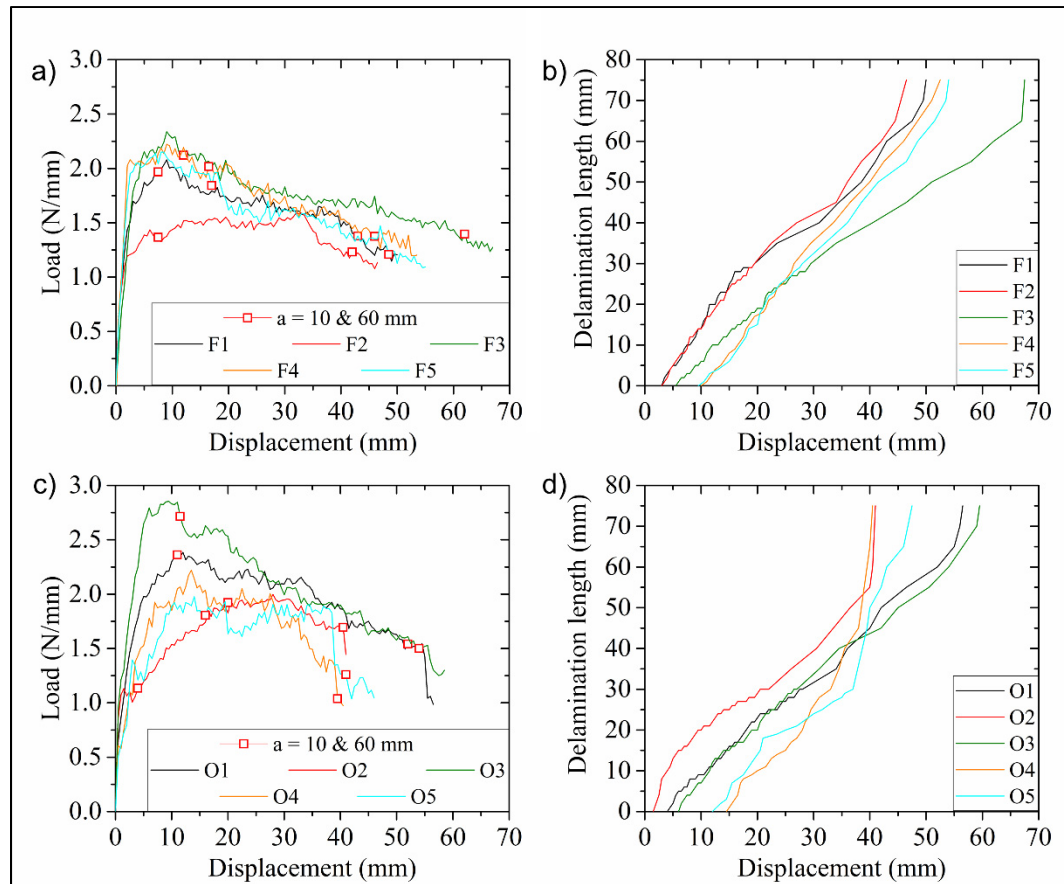 a)
3.0
2.5
2.0
1.5
1.0
0.5
0.0
Load (N/mm)
a = 10 & 60 mm
F1 F2 F3
F4 F5
0 10 20 30 40 50 60 70
Displacement (mm)
b)
80
70
60
50
40
30
20
10
0
Delamination length (mm)
F1
F2
F3
F4
F5
0 10 20 30 40 50 60 70
Displacement (mm)
c)
3.0
2.5
2.0
1.5
1.0
0.5
0.0
Load (N/mm)
a = 10 & 60 mm
O1 O2 O3
O4 O5
0 10 20 30 40 50 60 70
Displacement (mm)
d)
80
70
60
50
40
30
20
10
0
Delamination length (mm)
O1
O2
O3
O4
O5
0 10 20 30 40 50 60 70
Displacement (mm)